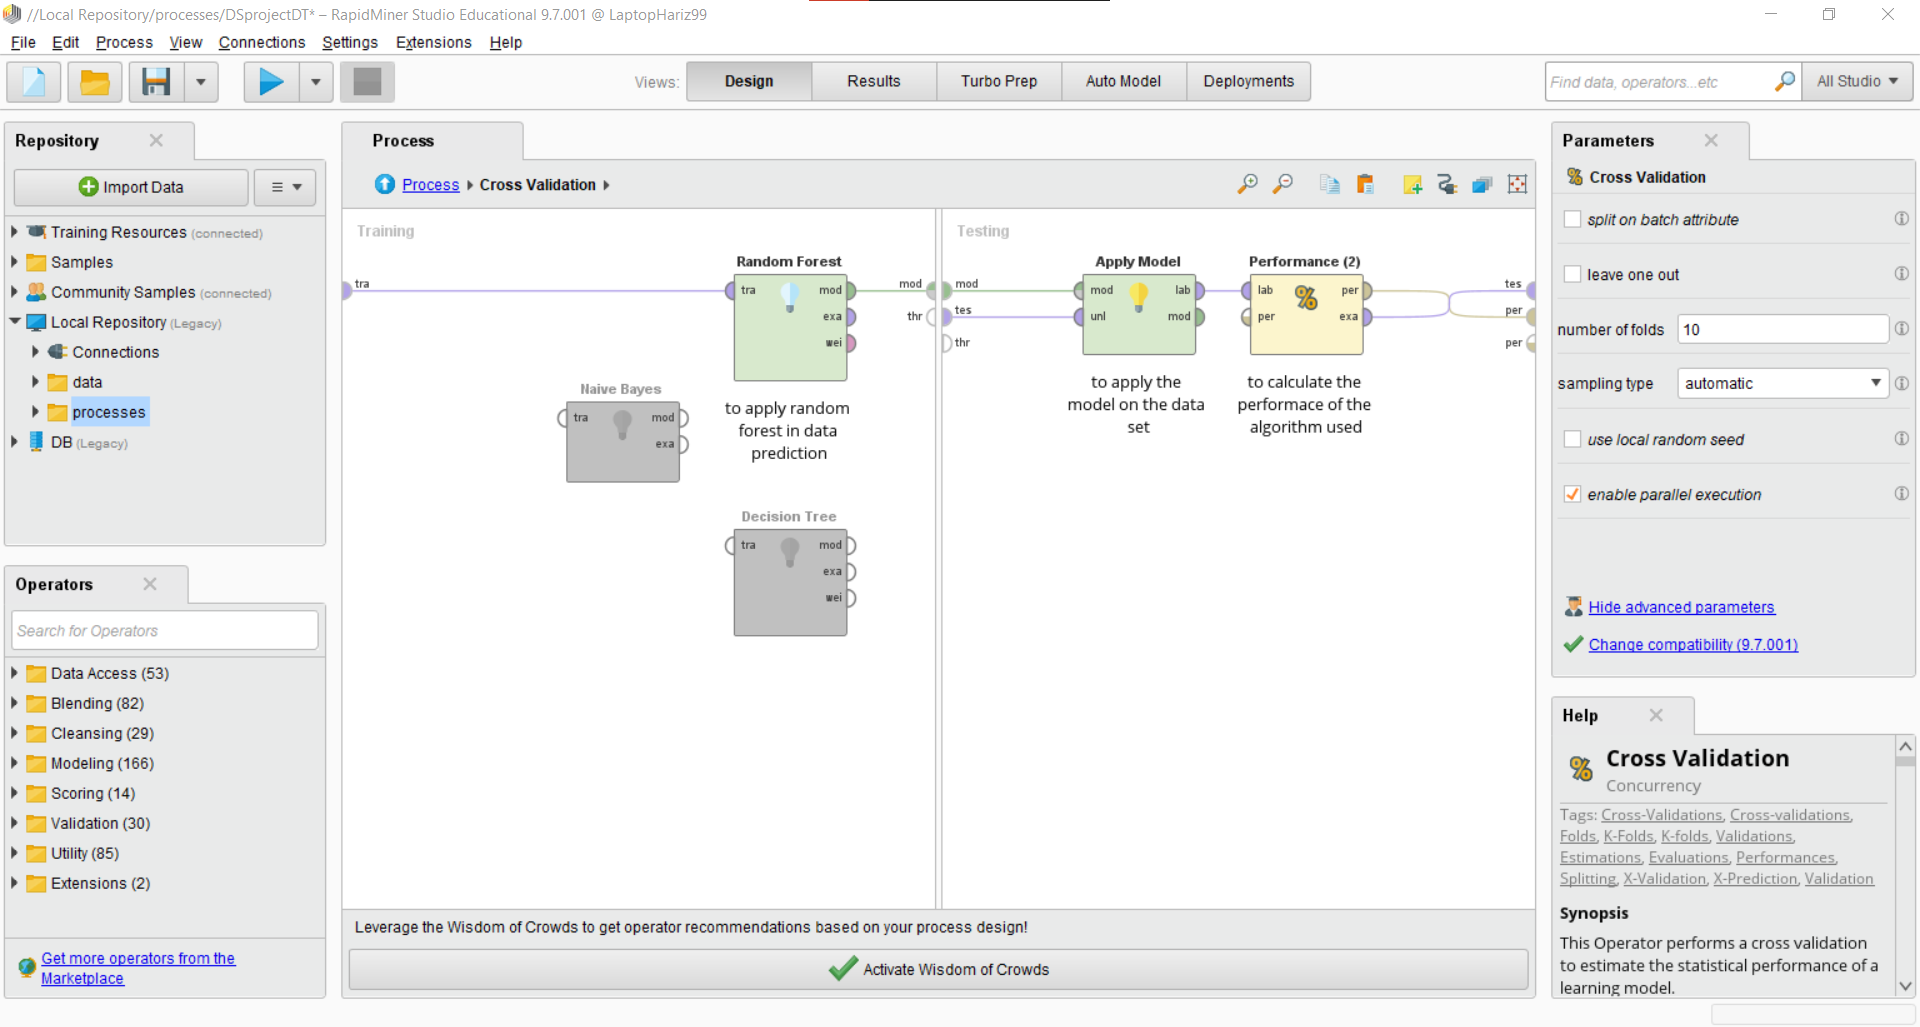 //Local Repository/processes/DSprojectDT* – RapidMiner Studio Educational 9.7.001 @ LaptopHariz99
File Edit Process View Connections Settings Extensions Help
Views: Design Results Turbo Prep Auto Model Deployments
Find data, operators...etc
All Studio
Repository
Import Data
Training Resources (connected)
Samples
Community Samples (connected)
Local Repository (Legacy)
Connections
data
processes
DB (Legacy)
Operators
Search for Operators
Data Access (53)
Blending (82)
Cleansing (29)
Modeling (166)
Scoring (14)
Validation (30)
Utility (85)
Extensions (2)
Get more operators from the
Marketplace
Process
Process Cross Validation
Training
tra
Random Forest
tra mod
exa
wei
mod
thr
to apply random
forest in data
prediction
Naive Bayes
tra mod
exa
Decision Tree
tra mod
exa
wei
Testing
mod
tes
thr
Apply Model
mod lab
unl mod
to apply the
model on the data
set
Performance (2)
lab per
per exa
to calculate the
performace of the
algorithm used
tes
per
per
Leverage the Wisdom of Crowds to get operator recommendations based on your process design!
Activate Wisdom of Crowds
Parameters
Cross Validation
split on batch attribute
leave one out
number of folds 10
sampling type automatic
use local random seed
enable parallel execution
Hide advanced parameters
Change compatibility (9.7.001)
Help
Cross Validation
Concurrency
Tags: Cross-Validations, Cross-validations,
Folds, K-Folds, K-folds, Validations,
Estimations, Evaluations, Performances,
Splitting, X-Validation, X-Prediction, Validation
Synopsis
This Operator performs a cross validation
to estimate the statistical performance of a
learning model.